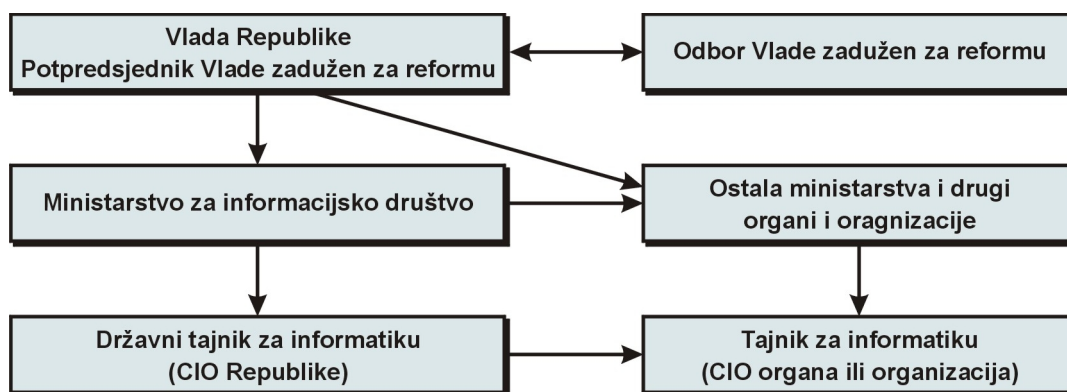 Vlada Republike
Potpredsjednik Vlade zadužen za reformu
Odbor Vlade zadužen za reformu
Ministarstvo za informacijsko društvo
Ostala ministarstva i drugi
organi i oragnizacije
Državni tajnik za informatiku
(CIO Republike)
Tajnik za informatiku
(CIO organa ili organizacija)